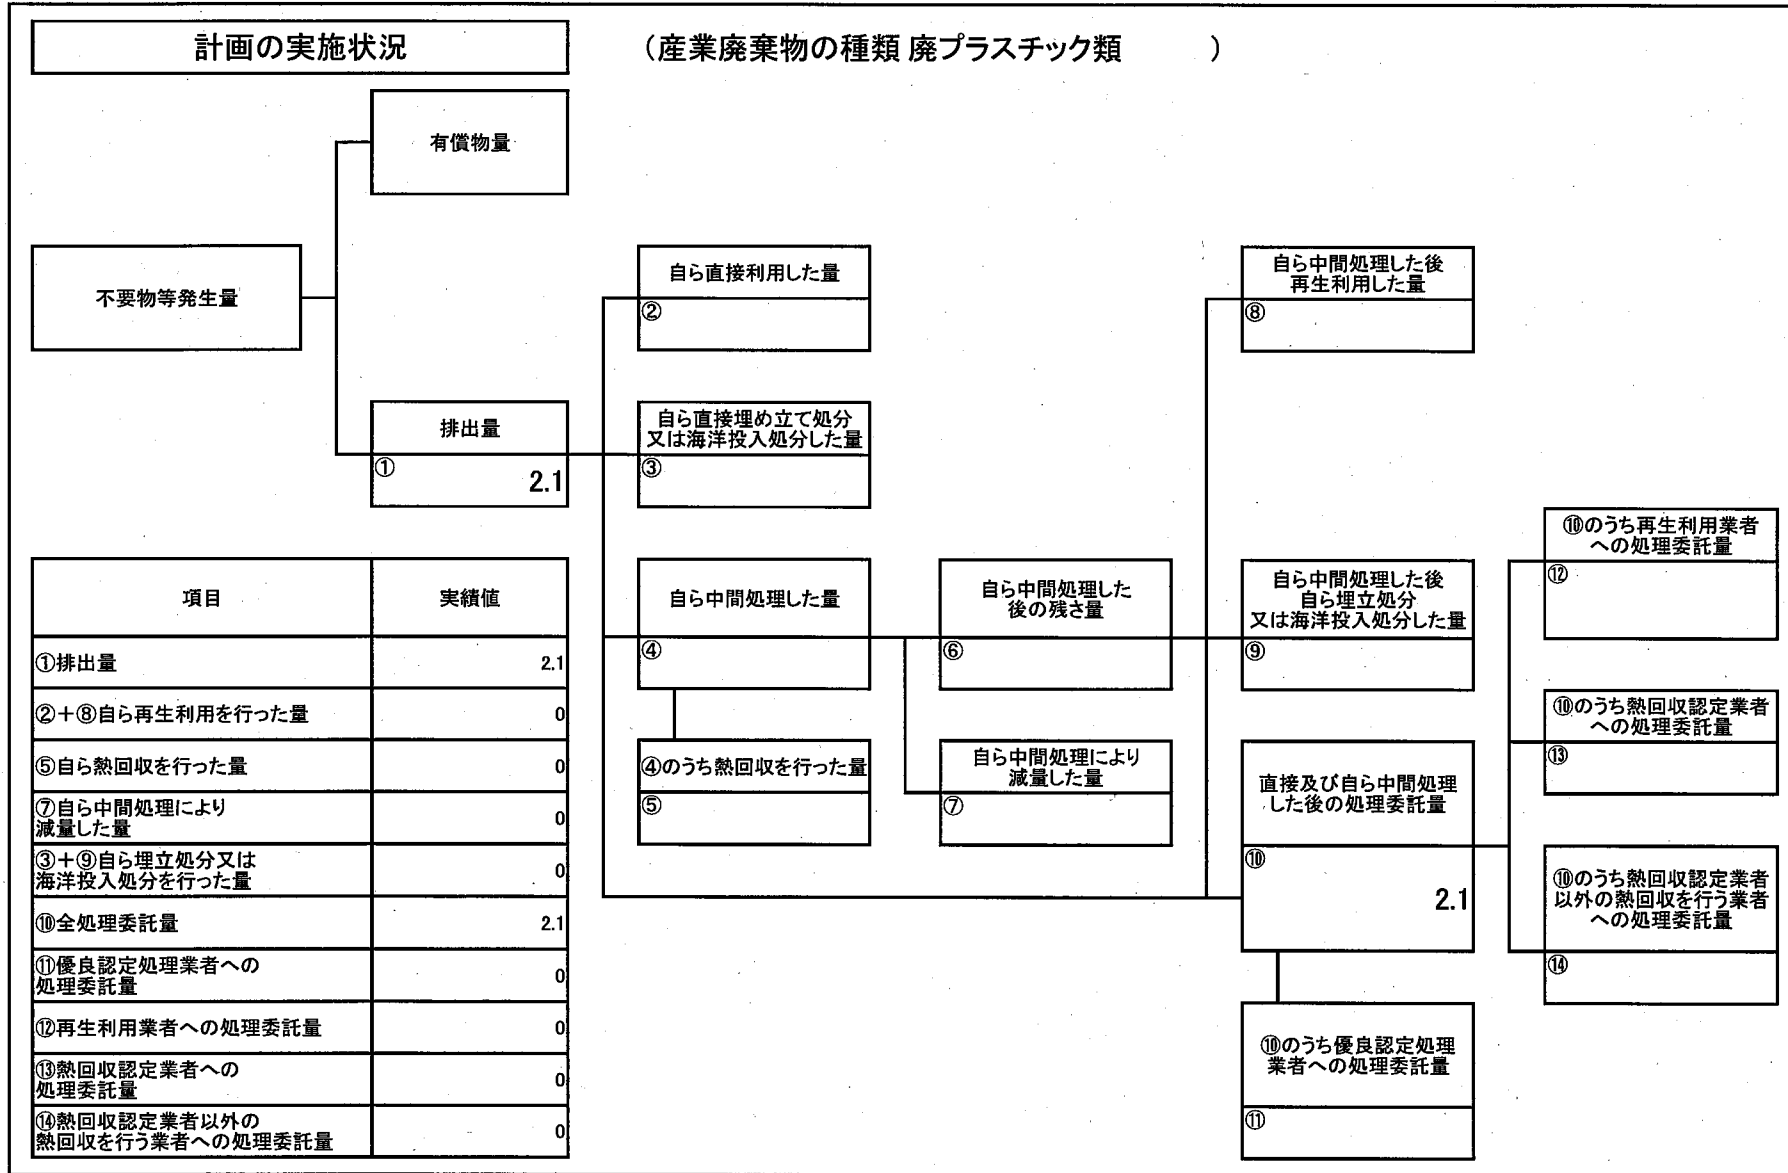 計画の実施状況
（産業廃棄物の種類 廃プラスチック類　　　）
有償物量
不要物等発生量
排出量
①
2.1
自ら直接利用した量
②
自ら直接埋め立て処分
又は海洋投入処分した量
③
自ら中間処理した量
④
④のうち熱回収を行った量
⑤
自ら中間処理した
後の残さ量
⑥
自ら中間処理により
減量した量
⑦
自ら中間処理した後
再生利用した量
⑧
自ら中間処理した後
自ら埋立処分
又は海洋投入処分した量
⑨
直接及び自ら中間処理
した後の処理委託量
⑩
2.1
⑩のうち優良認定処理
業者への処理委託量
⑪
⑩のうち再生利用業者
への処理委託量
⑫
⑩のうち熱回収認定業者
への処理委託量
⑬
⑩のうち熱回収認定業者
以外の熱回収を行う業者
への処理委託量
⑭
項目 実績値
①排出量 2.1
②＋⑧自ら再生利用を行った量 0
⑤自ら熱回収を行った量 0
⑦自ら中間処理により
減量した量 0
③＋⑨自ら埋立処分又は
海洋投入処分を行った量 0
⑩全処理委託量 2.1
⑪優良認定処理業者への
処理委託量 0
⑫再生利用業者への処理委託量 0
⑬熱回収認定業者への
処理委託量 0
⑭熱回収認定業者以外の
熱回収を行う業者への処理委託量 0